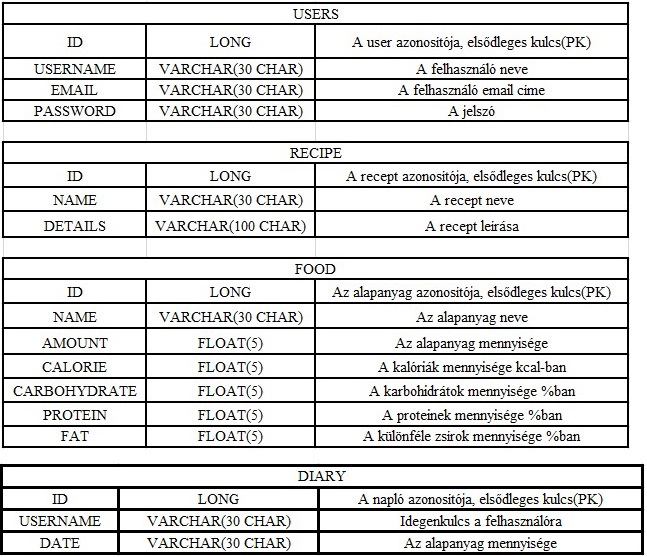 USERS
ID LONG A user azonosítója, elsődleges kulcs(PK)
USERNAME VARCHAR(30 CHAR) A felhasználó neve
EMAIL VARCHAR(30 CHAR) A felhasználó email címe
PASSWORD VARCHAR(30 CHAR) A jelszó
RECIPE
ID LONG A recept azonosítója, elsődleges kulcs(PK)
NAME VARCHAR(30 CHAR) A recept neve
DETAILS VARCHAR(100 CHAR) A recept leírása
FOOD
ID LONG Az alapanyag azonosítója, elsődleges kulcs(PK)
NAME VARCHAR(30 CHAR) Az alapanyag neve
AMOUNT FLOAT(5) Az alapanyag mennyisége
CALORIE FLOAT(5) A kalóriák mennyisége kcal-ban
CARBOHYDRATE FLOAT(5) A karbohidrátok mennyisége %ban
PROTEIN FLOAT(5) A proteinek mennyisége %ban
FAT FLOAT(5) A különféle zsírok mennyisége %ban
DIARY
ID LONG A napló azonosítója, elsődleges kulcs(PK)
USERNAME VARCHAR(30 CHAR) Idegenkulcs a felhasználóra
DATE VARCHAR(30 CHAR) Az alapanyag mennyisége